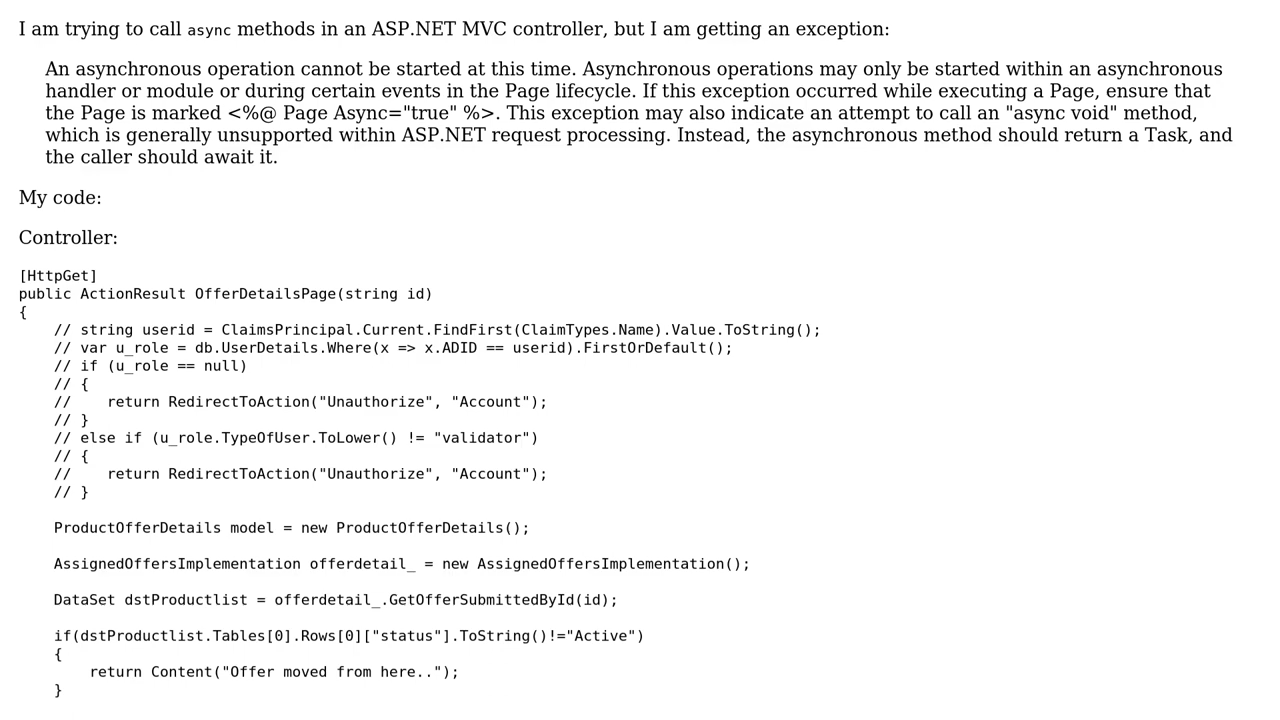 I am trying to call async methods in an ASP.NET MVC controller, but I am getting an exception:
An asynchronous operation cannot be started at this time. Asynchronous operations may only be started within an asynchronous
handler or module or during certain events in the Page lifecycle. If this exception occurred while executing a Page, ensure that
the Page is marked <%@ Page Async="true" %>. This exception may also indicate an attempt to call an "async void" method,
which is generally unsupported within ASP.NET request processing. Instead, the asynchronous method should return a Task, and
the caller should await it.
My code:
Controller:
[HttpGet]
public ActionResult OfferDetailsPage(string id)
{
    // string userid = ClaimsPrincipal.Current.FindFirst(ClaimTypes.Name).Value.ToString();
    // var u_role = db.UserDetails.Where(x => x.ADID == userid).FirstOrDefault();
    // if (u_role == null)
    // {
    //    return RedirectToAction("Unauthorize", "Account");
    // }
    // else if (u_role.TypeOfUser.ToLower() != "validator")
    // {
    //    return RedirectToAction("Unauthorize", "Account");
    // }
    ProductOfferDetails model = new ProductOfferDetails();
    AssignedOffersImplementation offerdetail_ = new AssignedOffersImplementation();
    DataSet dstProductlist = offerdetail_.GetOfferSubmittedById(id);
    if(dstProductlist.Tables[0].Rows[0]["status"].ToString()!="Active")
    {
        return Content("Offer moved from here..");
    }